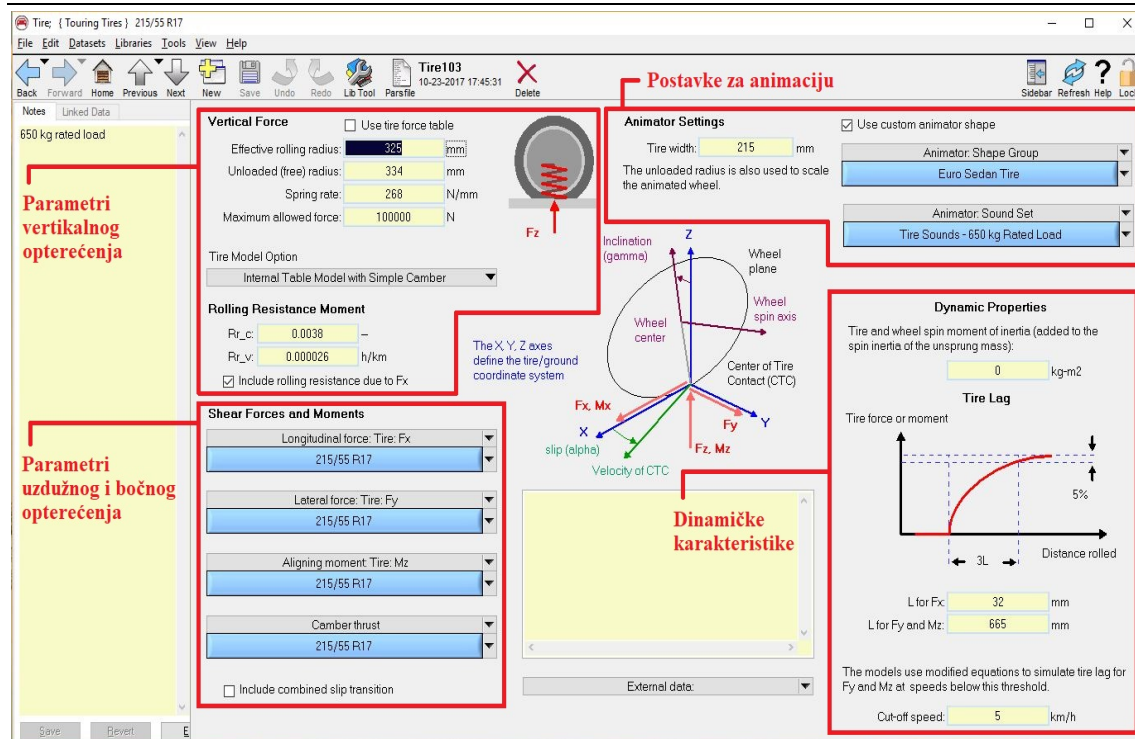 Tire; { Touring Tires } 215/55 R17
File Edit Datasets Libraries Tools View Help
Back Forward Home Previous Next New Save Undo Redo Lib Tool Parsfile
Tire103
10-23-2017 17:45:31
Delete
Sidebar Refresh Help Lock
Postavke za animaciju
Notes Linked Data
650 kg rated load
Parametri
vertikalnog
opterećenja
Parametri
uzdužnog i bočnog
opterećenja
Save Revert E
Vertical Force
Use tire force table
Effective rolling radius: 325 mm
Unloaded (free) radius: 334 mm
Spring rate: 268 N/mm
Maximum allowed force: 100000 N
Fz
Tire Model Option
Internal Table Model with Simple Camber
Rolling Resistance Moment
Rr_c: 0.0038 –
Rr_v: 0.000026 h/km
Include rolling resistance due to Fx
Shear Forces and Moments
Longitudinal force: Tire: Fx
215/55 R17
Lateral force: Tire: Fy
215/55 R17
Aligning moment: Tire: Mz
215/55 R17
Camber thrust
215/55 R17
Include combined slip transition
Animator Settings
Use custom animator shape
Tire width: 215 mm
The unloaded radius is also used to scale
the animated wheel.
Animator: Shape Group
Euro Sedan Tire
Animator: Sound Set
Tire Sounds - 650 kg Rated Load
Z
Inclination
(gamma)
Wheel
plane
Wheel
spin axis
Wheel
center
The X, Y, Z axes
define the tire/ground
coordinate system
Center of Tire
Contact (CTC)
Fx, Mx
Fy
Y
X
Fz, Mz
slip (alpha)
Velocity of CTC
Dinamičke
karakteristike
External data:
Dynamic Properties
Tire and wheel spin moment of inertia (added to the
spin inertia of the unsprung mass):
0 kg-m2
Tire Lag
Tire force or moment
5%
Distance rolled
3L
L for Fx: 32 mm
L for Fy and Mz: 665 mm
The models use modified equations to simulate tire lag for
Fy and Mz at speeds below this threshold.
Cut-off speed: 5 km/h